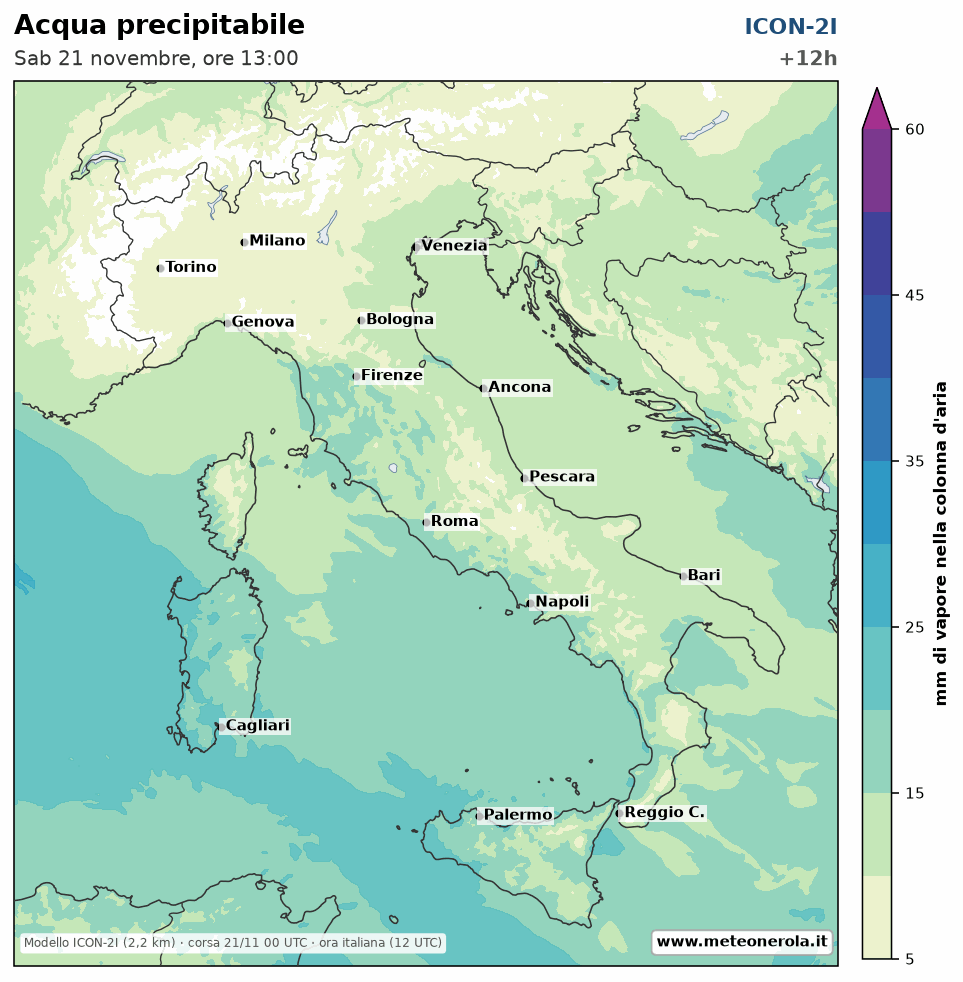 Acqua precipitabile
ICON-2I
Sab 21 novembre, ore 13:00
+12h
60
45
35
25
15
5
mm di vapore nella colonna d'aria
Milano
Venezia
Torino
Genova
Bologna
Firenze
Ancona
Pescara
Roma
Bari
Napoli
Cagliari
Palermo
Reggio C.
Modello ICON-2I (2,2 km) · corsa 21/11 00 UTC · ora italiana (12 UTC)
www.meteonerola.it